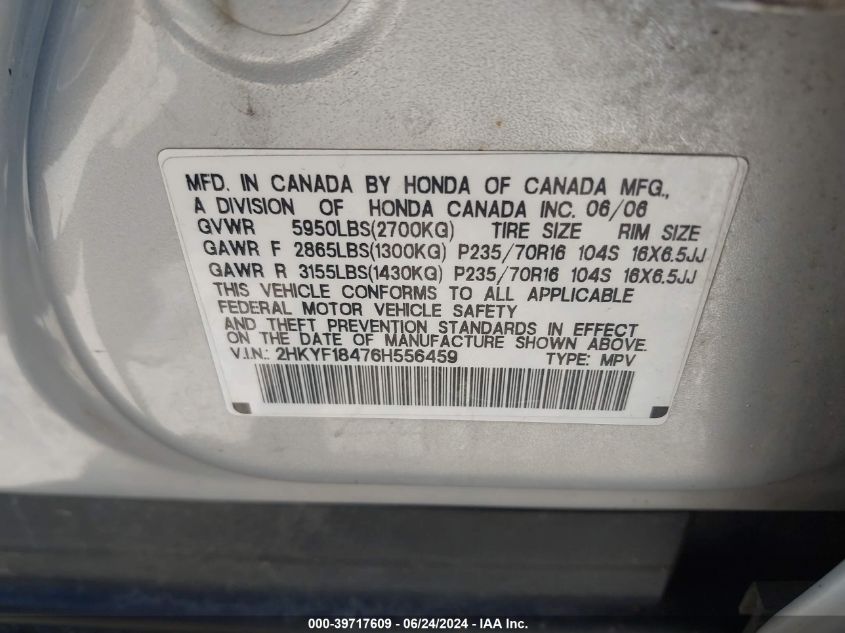 MFD. IN CANADA BY HONDA OF CANADA MFG.,
A DIVISION OF HONDA CANADA INC. 06/06
GVWR 5950LBS(2700KG) TIRE SIZE RIM SIZE
GAWR F 2865LBS(1300KG) P235/70R16 104S 16X6.5JJ
GAWR R 3155LBS(1430KG) P235/70R16 104S 16X6.5JJ
THIS VEHICLE CONFORMS TO ALL APPLICABLE
FEDERAL MOTOR VEHICLE SAFETY
AND THEFT PREVENTION STANDARDS IN EFFECT
ON THE DATE OF MANUFACTURE SHOWN ABOVE.
V.I.N.: 2HKYF18476H556459 TYPE: MPV
000-39717609 - 06/24/2024 - IAA Inc.